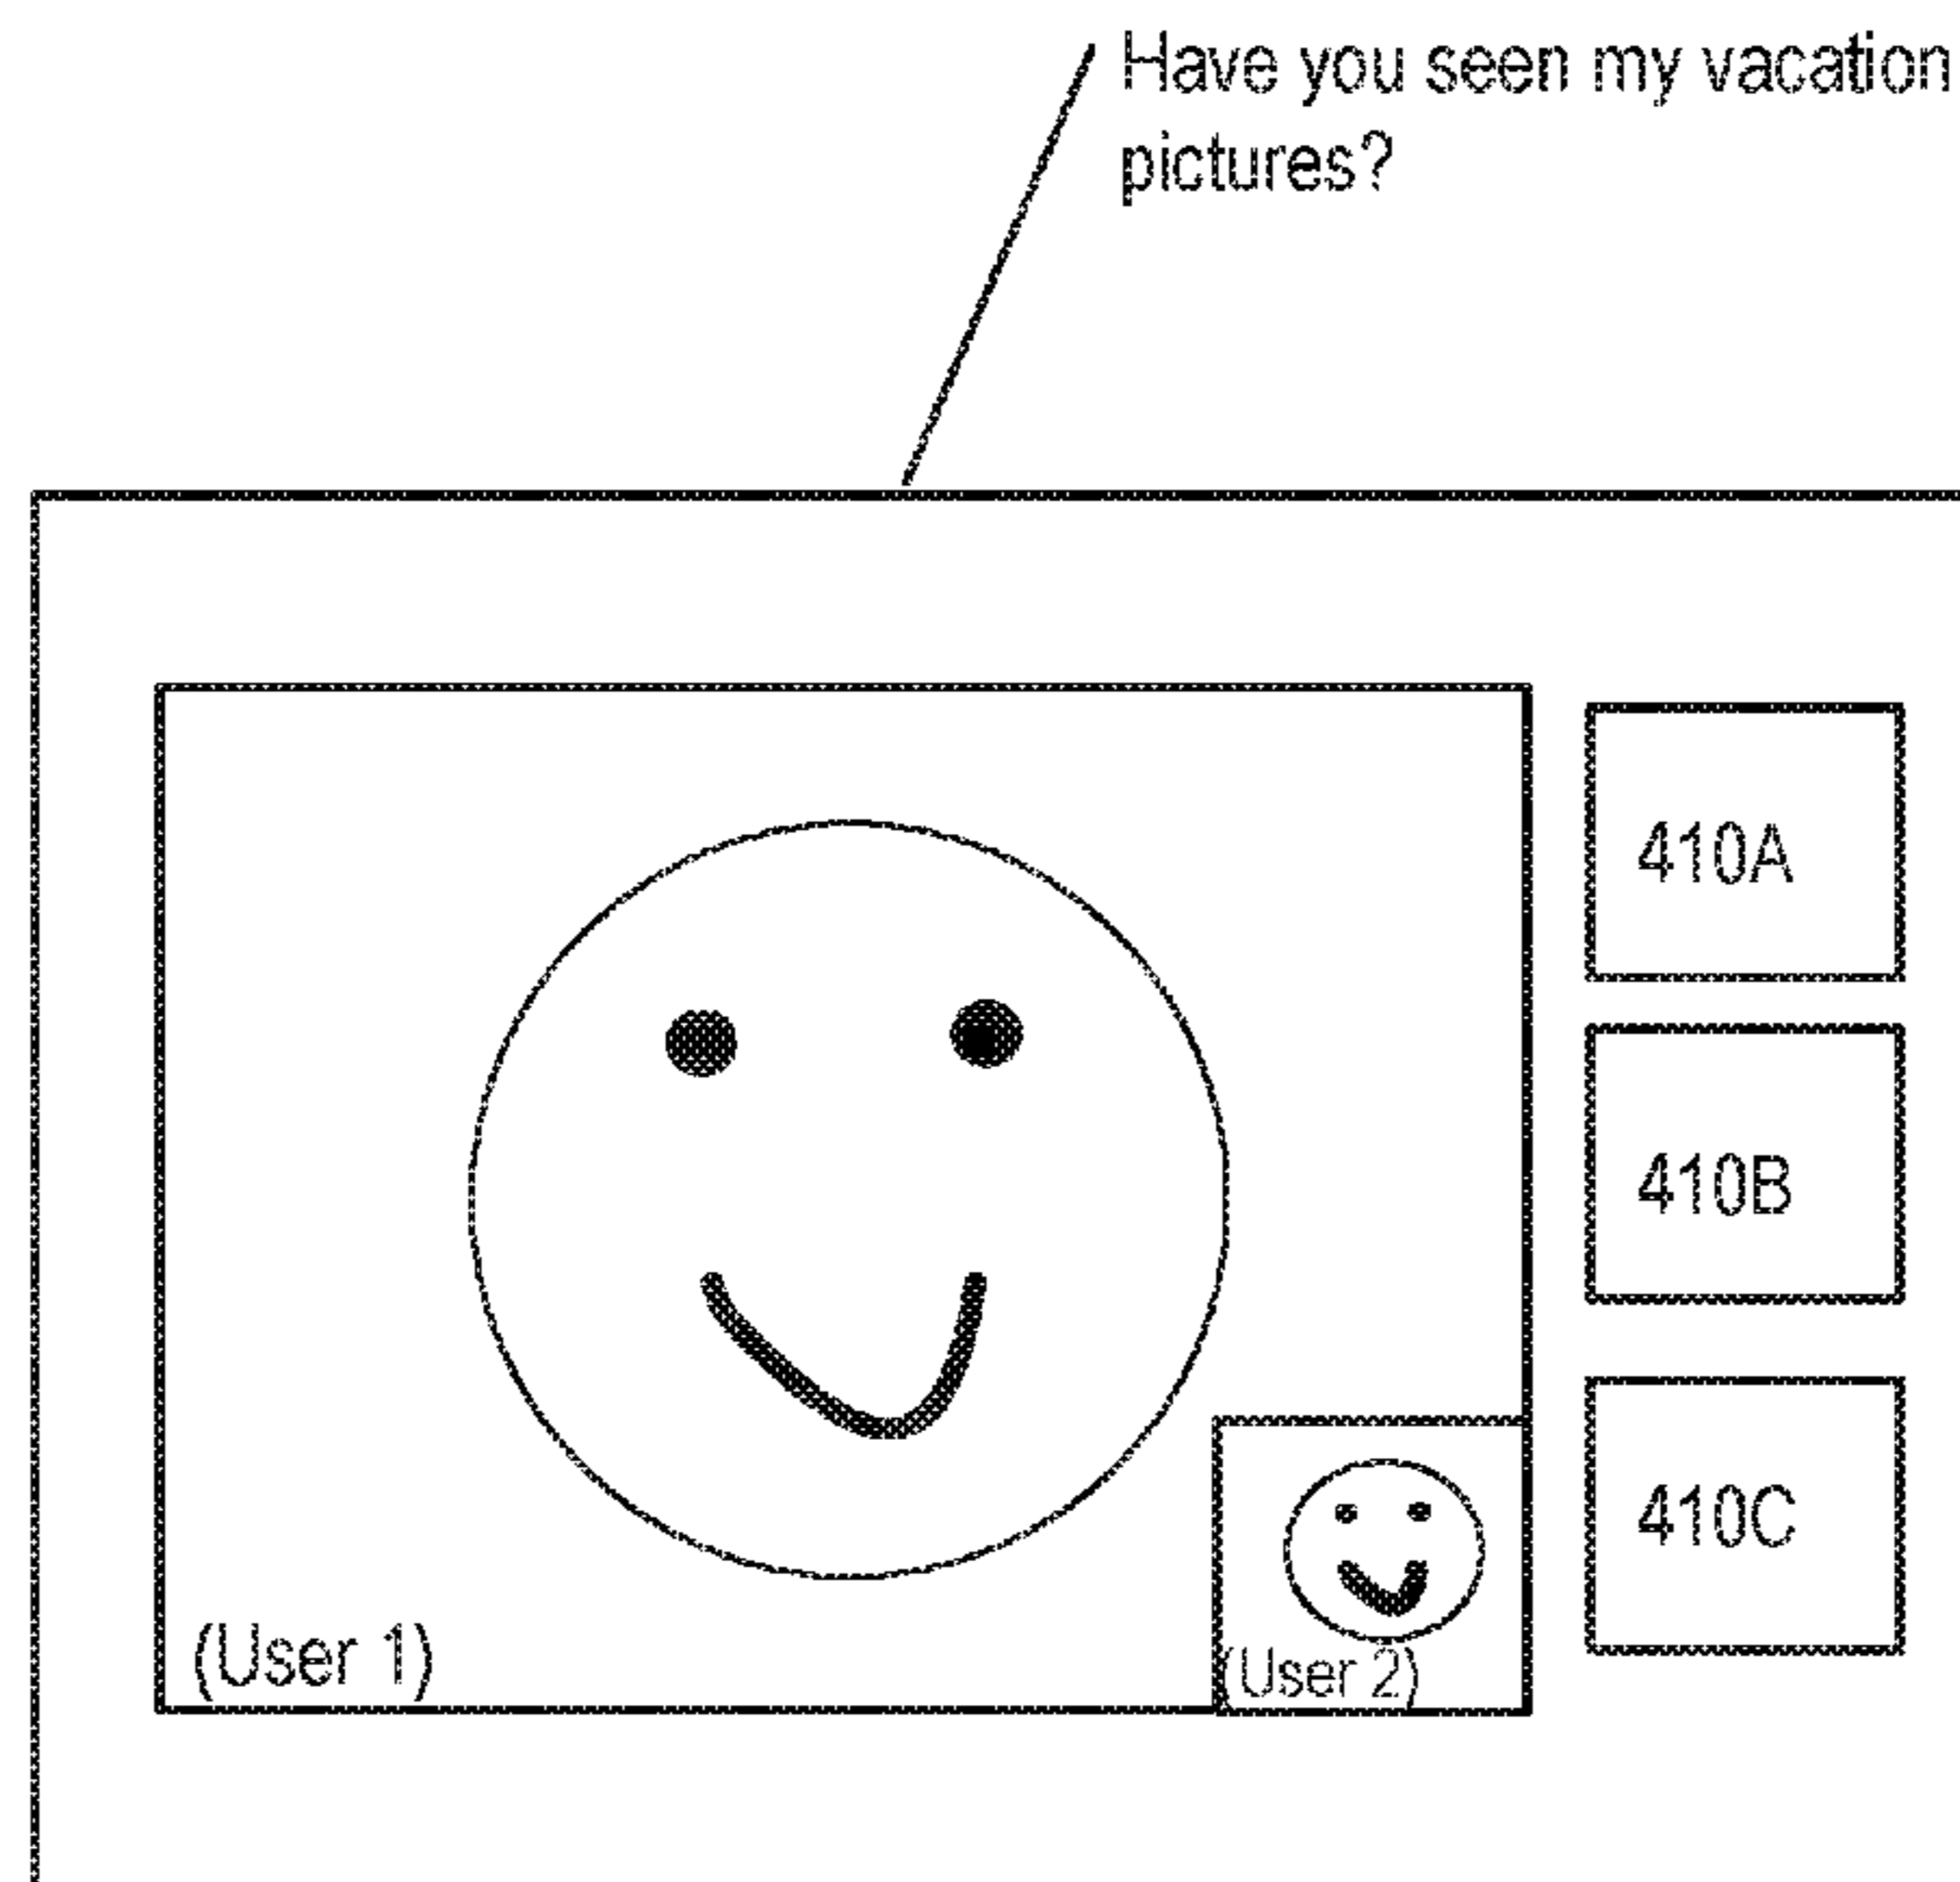 Have you seen my vacation
pictures?
410A
410B
410C
(User 1)
(User 2)